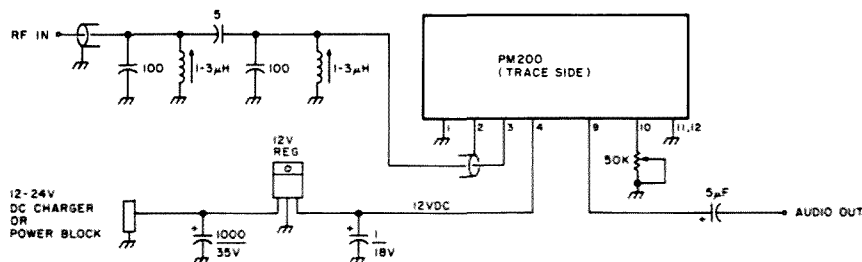 RF IN
5
100
1-3µH
100
1-3µH
PM200
(TRACE SIDE)
1
2
3
4
9
10
11,12
50K
12V
REG
12-24V
DC CHARGER
OR
POWER BLOCK
+
1000
35V
+
1
18V
12VDC
5µF
+
AUDIO OUT